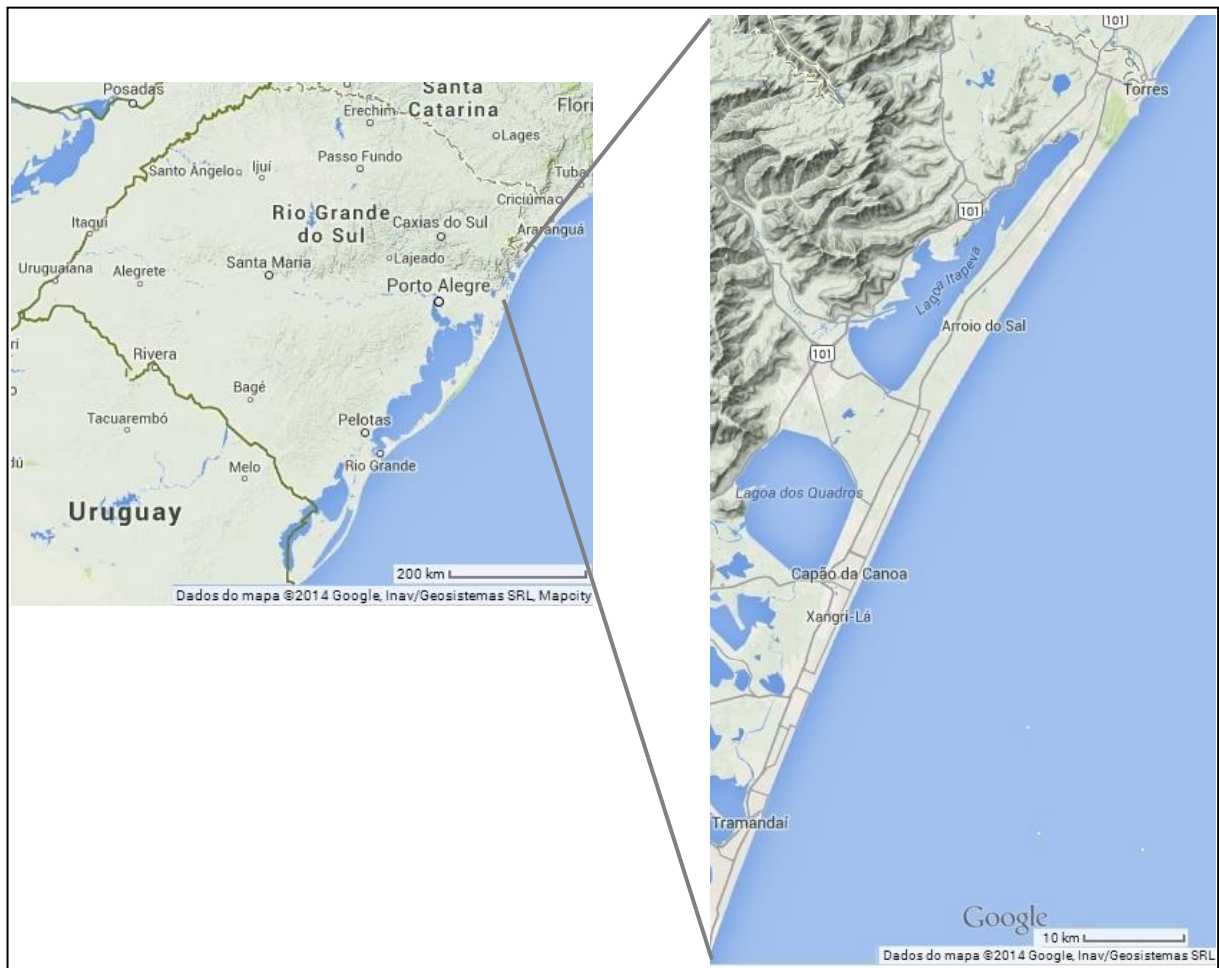 Posadas
Santa
Catarina
Flori
Erechim
Lages
Passo Fundo
Santo Ângelo
Ijuí
Tuba
Criciúma
Rio Grande
do Sul
Itaqui
Caxias do Sul
Araranguá
Santa Maria
Lajeado
Uruguaiana
Alegrete
Porto Alegre
rí
Rivera
Bagé
Tacuarembó
Pelotas
dú
Melo
Rio Grande
Uruguay
200 km
Dados do mapa ©2014 Google, Inav/Geosistemas SRL, Mapcity
101
Torres
101
Lagoa Itapeva
Arroio do Sal
101
Lagoa dos Quadros
Capão da Canoa
Xangri-Lá
Tramandaí
Google
10 km
Dados do mapa ©2014 Google, Inav/Geosistemas SRL